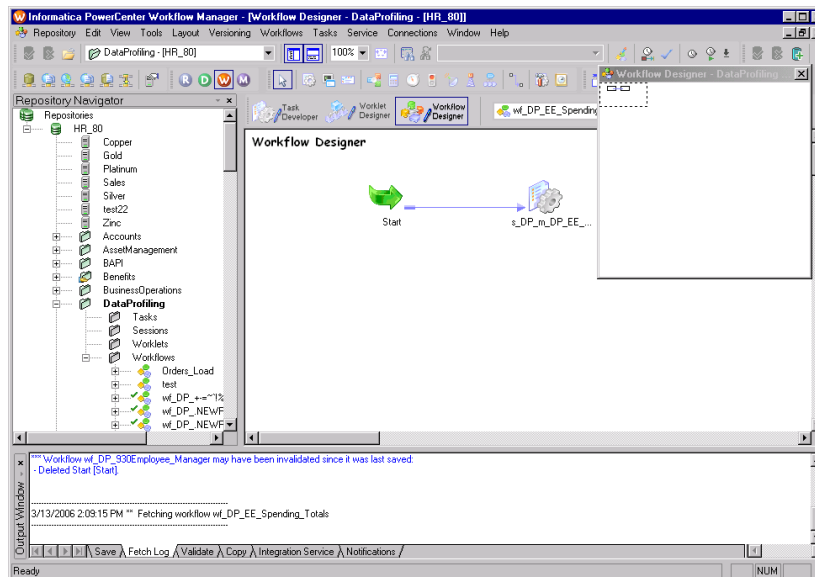 Informatica PowerCenter Workflow Manager - [Workflow Designer - DataProfiling - [HR_80]]
Repository Edit View Tools Layout Versioning Workflows Tasks Service Connections Window Help
DataProfiling - [HR_80]
100%
R D W M
Workflow Designer - DataProfiling
Repository Navigator
Task Developer
Worklet Designer
Workflow Designer
wf_DP_EE_Spending
Repositories
HR_80
Copper
Gold
Platinum
Sales
Silver
test22
Zinc
Accounts
AssetManagement
BAPI
Benefits
BusinessOperations
DataProfiling
Tasks
Sessions
Worklets
Workflows
Orders_Load
test
wf_DP_.NEWF
wf_DP_.NEWF
Workflow Designer
Start
s_DP_m_DP_EE_...
*** Workflow wf_DP_930Employee_Manager may have been invalidated since it was last saved:
- Deleted Start [Start].
3/13/2006 2:09:15 PM ** Fetching workflow wf_DP_EE_Spending_Totals
Output Window
Save Fetch Log Validate Copy Integration Service Notifications
Ready
NUM